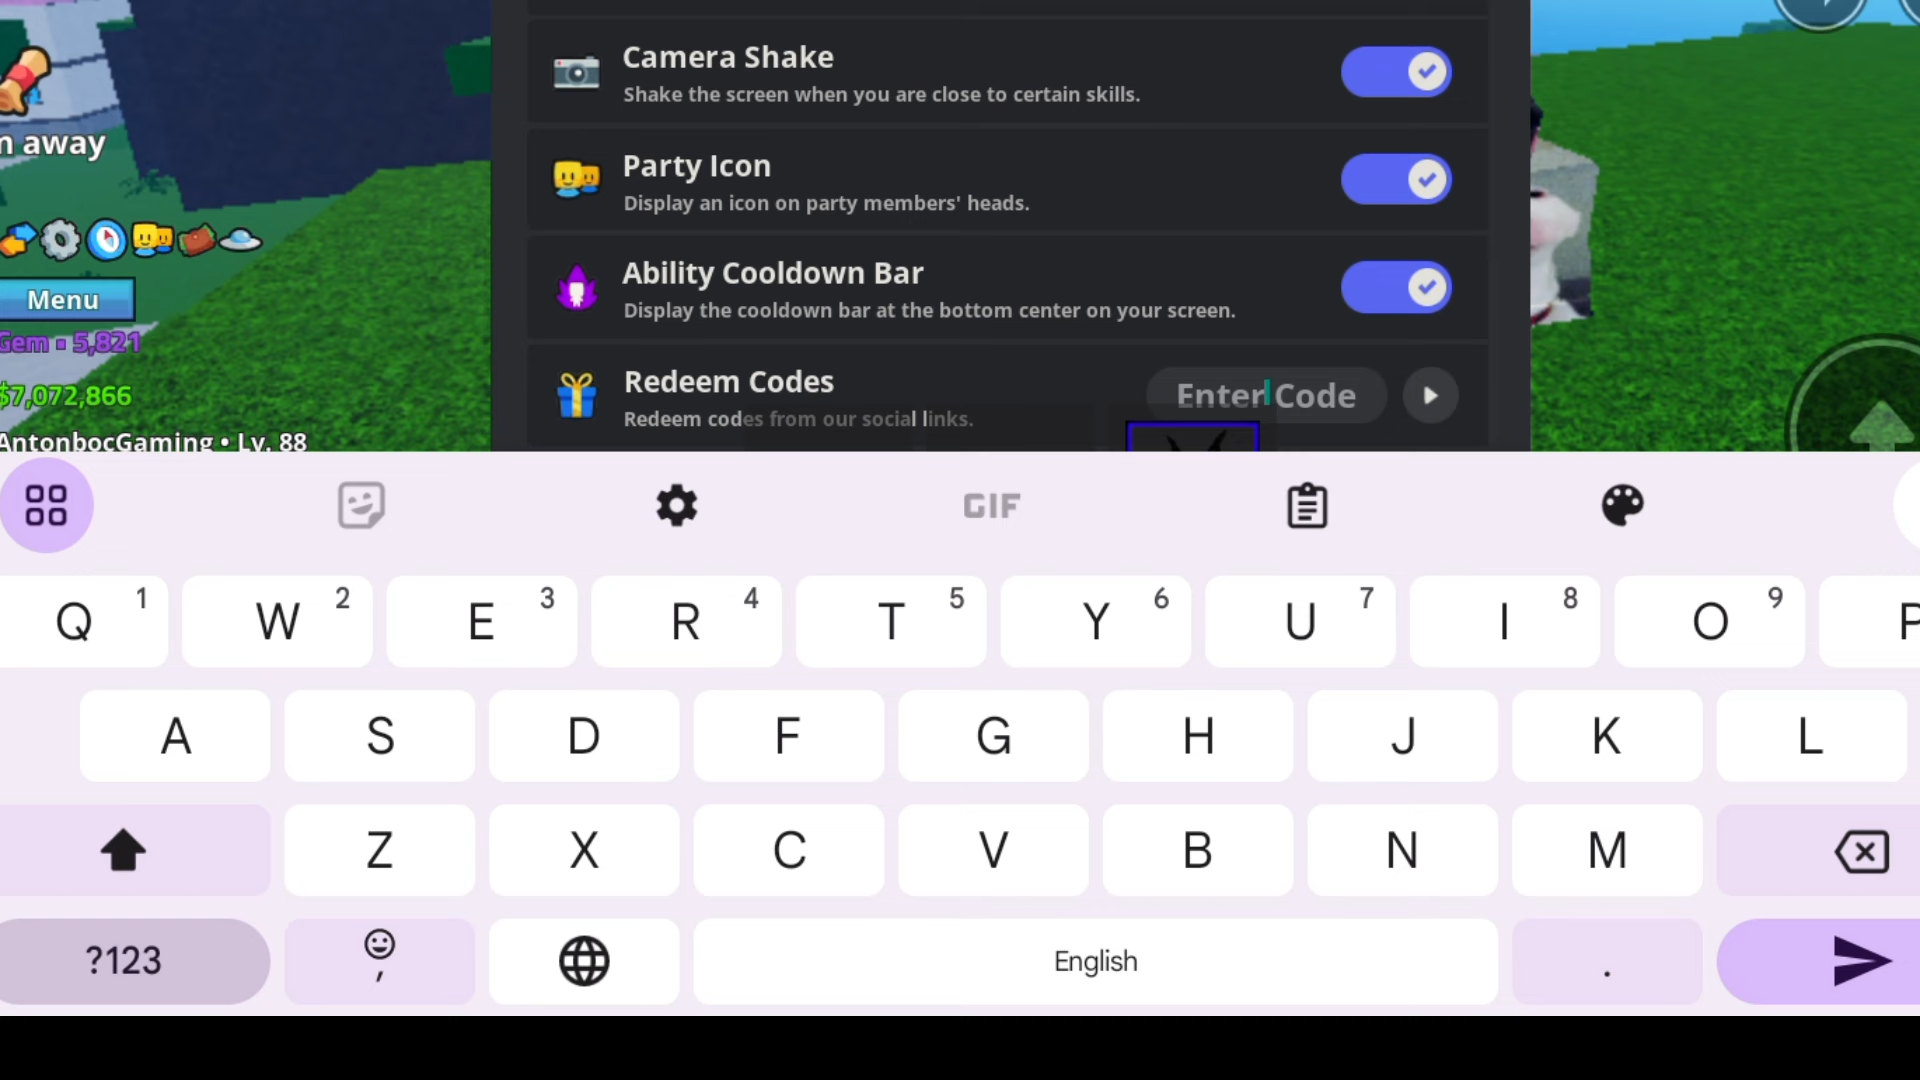 Camera Shake
Shake the screen when you are close to certain skills.
m away
Party Icon
Display an icon on party members' heads.
Ability Cooldown Bar
Display the cooldown bar at the bottom center on your screen.
Menu
Gem • 5,821
$7,072,866
AntonbocGaming • Lv. 88
Redeem Codes
Redeem codes from our social links.
Enter Code
GIF
Q 1 W 2 E 3 R 4 T 5 Y 6 U 7 I 8 O 9 P
A S D F G H J K L
Z X C V B N M
?123 , English .